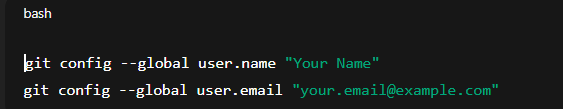 bash
git config --global user.name "Your Name"
git config --global user.email "your.email@example.com"